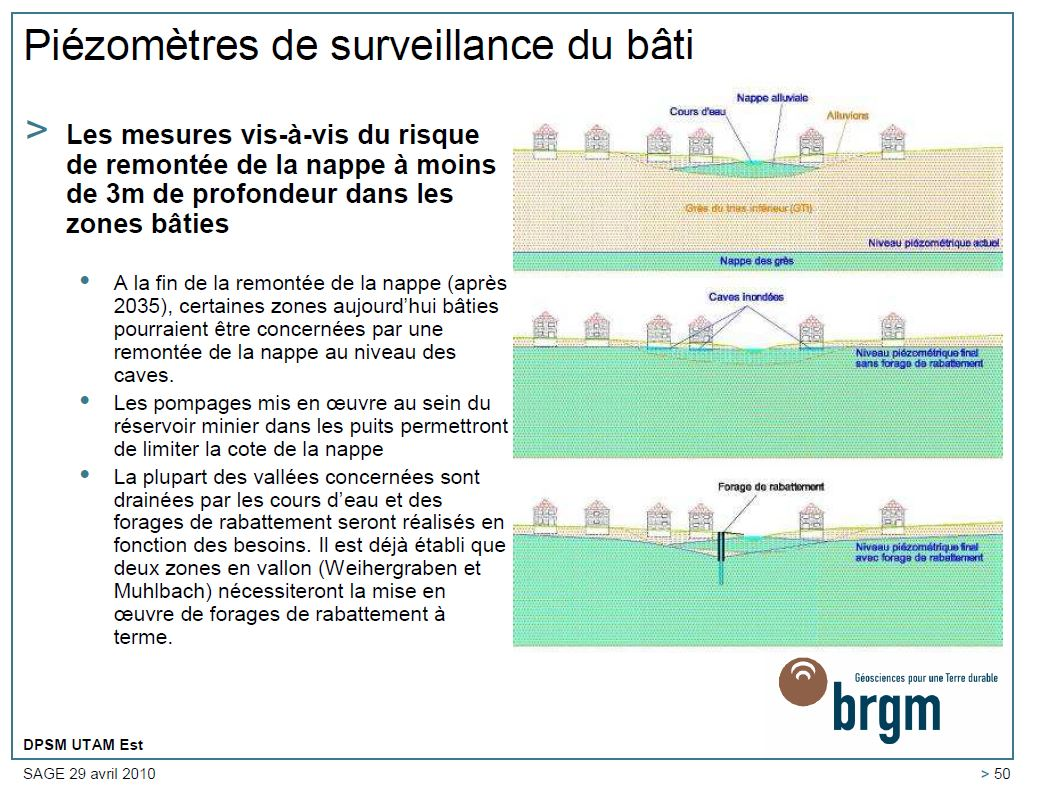 Piézomètres de surveillance du bâti
> Les mesures vis-à-vis du risque
de remontée de la nappe à moins
de 3m de profondeur dans les
zones bâties
• A la fin de la remontée de la nappe (après
2035), certaines zones aujourd'hui bâties
pourraient être concernées par une
remontée de la nappe au niveau des
caves.
• Les pompages mis en œuvre au sein du
réservoir minier dans les puits permettront
de limiter la cote de la nappe
• La plupart des vallées concernées sont
drainées par les cours d'eau et des
forages de rabattement seront réalisés en
fonction des besoins. Il est déjà établi que
deux zones en vallon (Weihergraben et
Muhlbach) nécessiteront la mise en
œuvre de forages de rabattement à
terme.
Nappe alluviale
Cours d'eau
Alluvions
Grès du trias inférieur (GTI)
Niveau piézométrique actuel
Nappe des grès
Caves inondées
Niveau piézométrique final
sans forage de rabattement
Forage de rabattement
Niveau piézométrique final
avec forage de rabattement
Géosciences pour une Terre durable
brgm
DPSM UTAM Est
SAGE 29 avril 2010
> 50